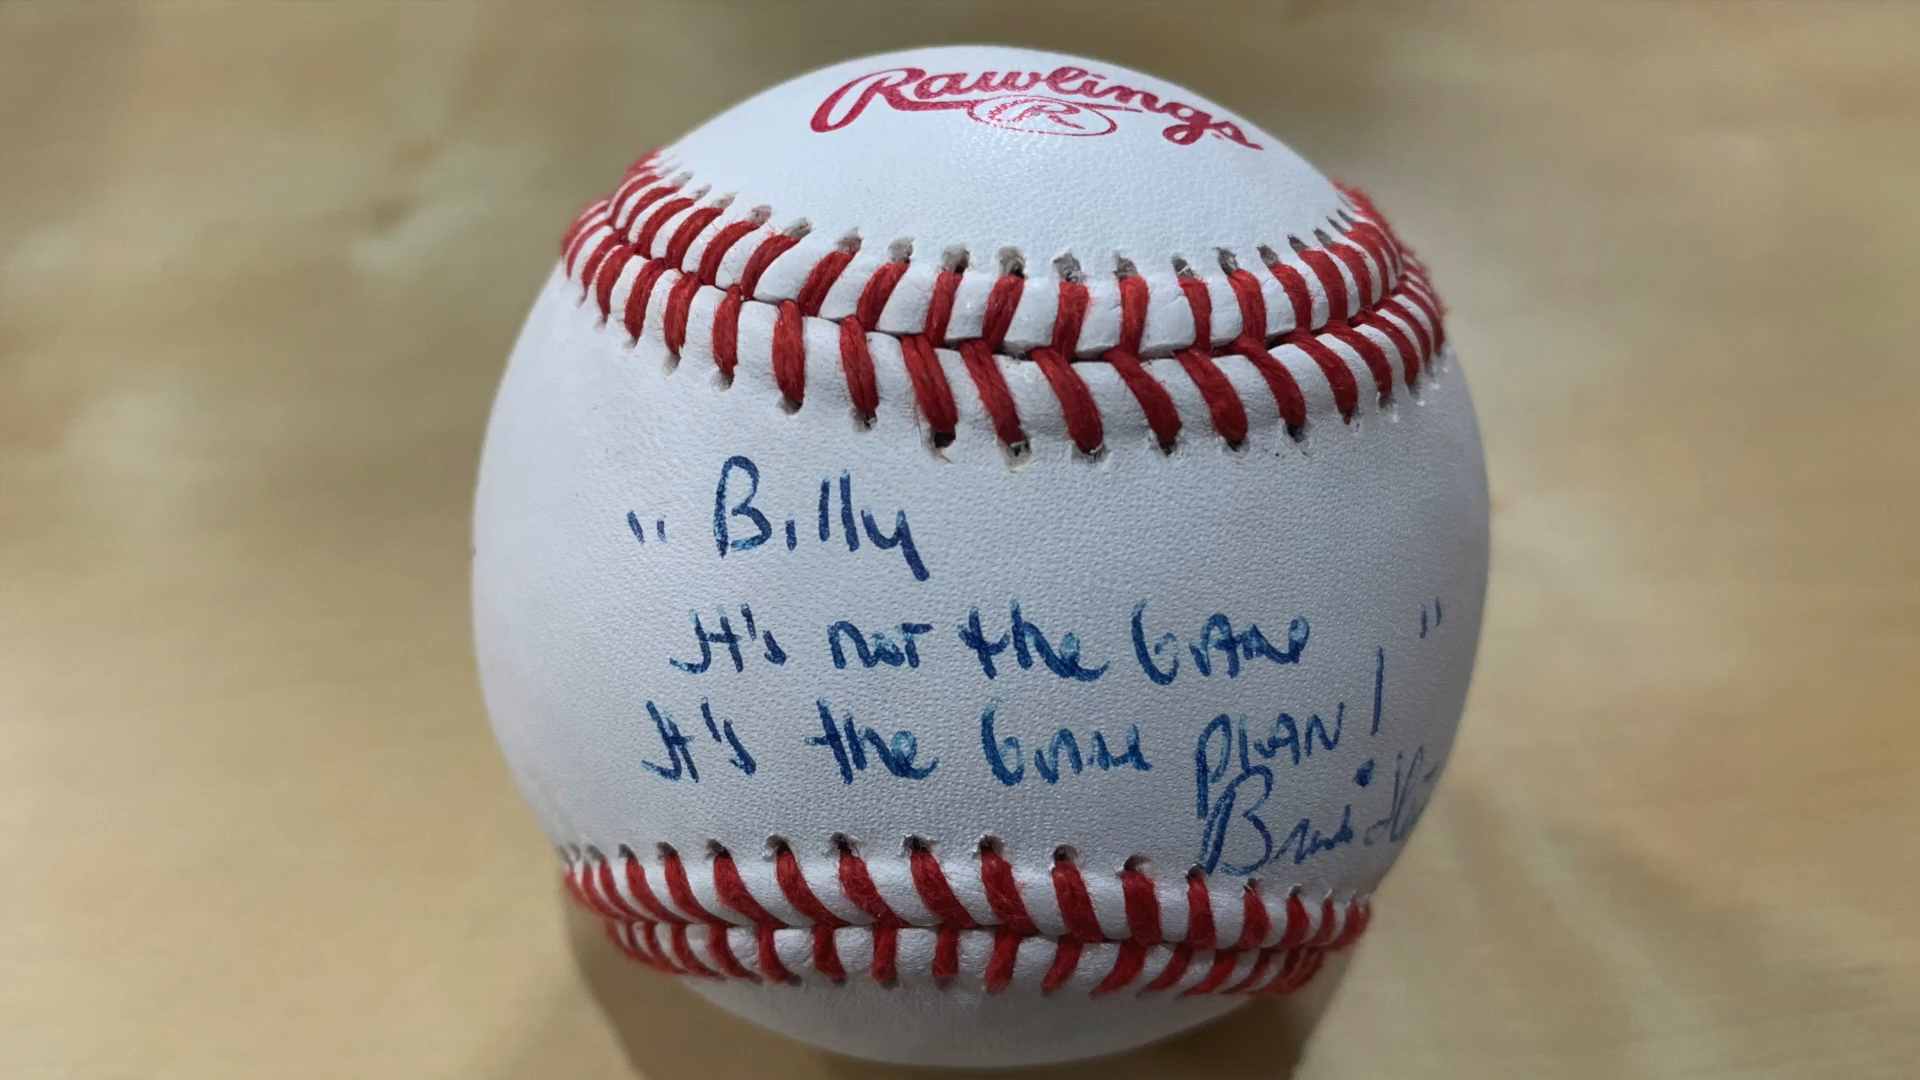 Rawlings
R
"Billy
It's not the Game
It's the Game PLAN!"